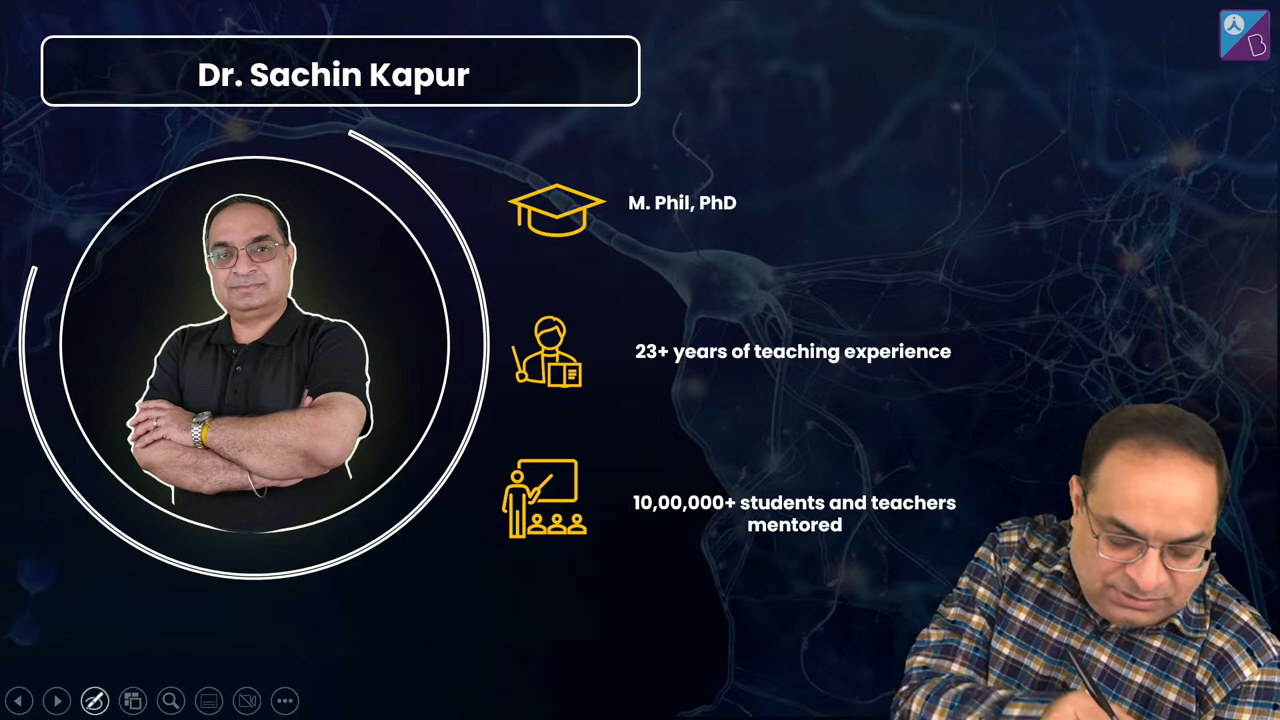 Dr. Sachin Kapur
M. Phil, PhD
23+ years of teaching experience
10,00,000+ students and teachers
mentored
B